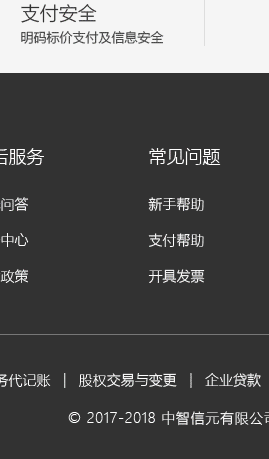 支付安全
明码标价支付及信息安全
后服务 常见问题
问答 新手帮助
中心 支付帮助
政策 开具发票
务代记账 | 股权交易与变更 | 企业贷款
© 2017-2018 中智信元有限公司